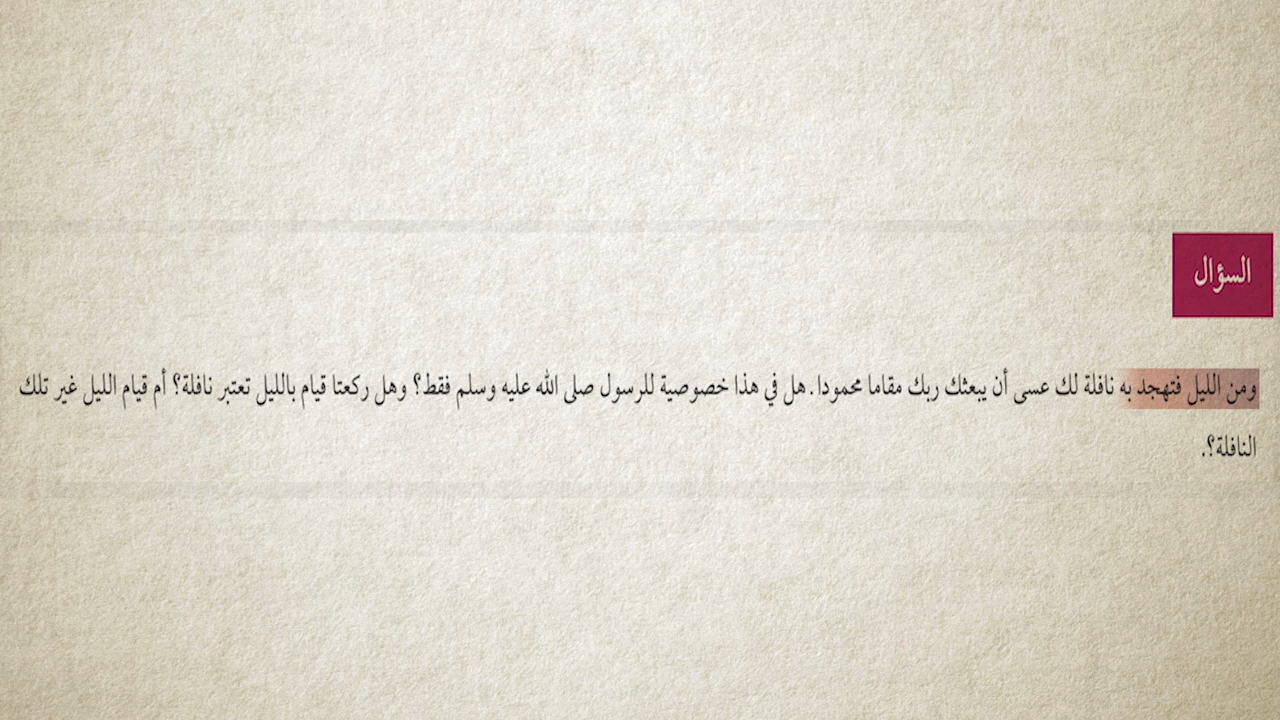 السؤال
ومن الليل فتهجد به نافلة لك عسى أن يبعثك ربك مقاما محمودا. هل في هذا خصوصية للرسول صلى الله عليه وسلم فقط؟ وهل ركعتا قيام بالليل تعتبر نافلة؟ أم قيام الليل غير تلك
النافلة؟.